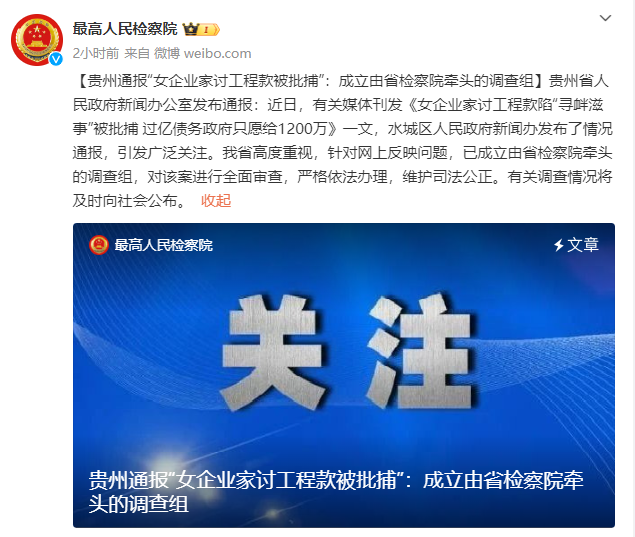 最高人民检察院
2小时前 来自 微博 weibo.com
【贵州通报“女企业家讨工程款被批捕”：成立由省检察院牵头的调查组】贵州省人
民政府新闻办公室发布通报：近日，有关媒体刊发《女企业家讨工程款陷“寻衅滋
事”被批捕 过亿债务政府只愿给1200万》一文，水城区人民政府新闻办发布了情况
通报，引发广泛关注。我省高度重视，针对网上反映问题，已成立由省检察院牵头
的调查组，对该案进行全面审查，严格依法办理，维护司法公正。有关调查情况将
及时向社会公布。 收起
最高人民检察院
文章
关注
贵州通报“女企业家讨工程款被批捕”：成立由省检察院牵
头的调查组